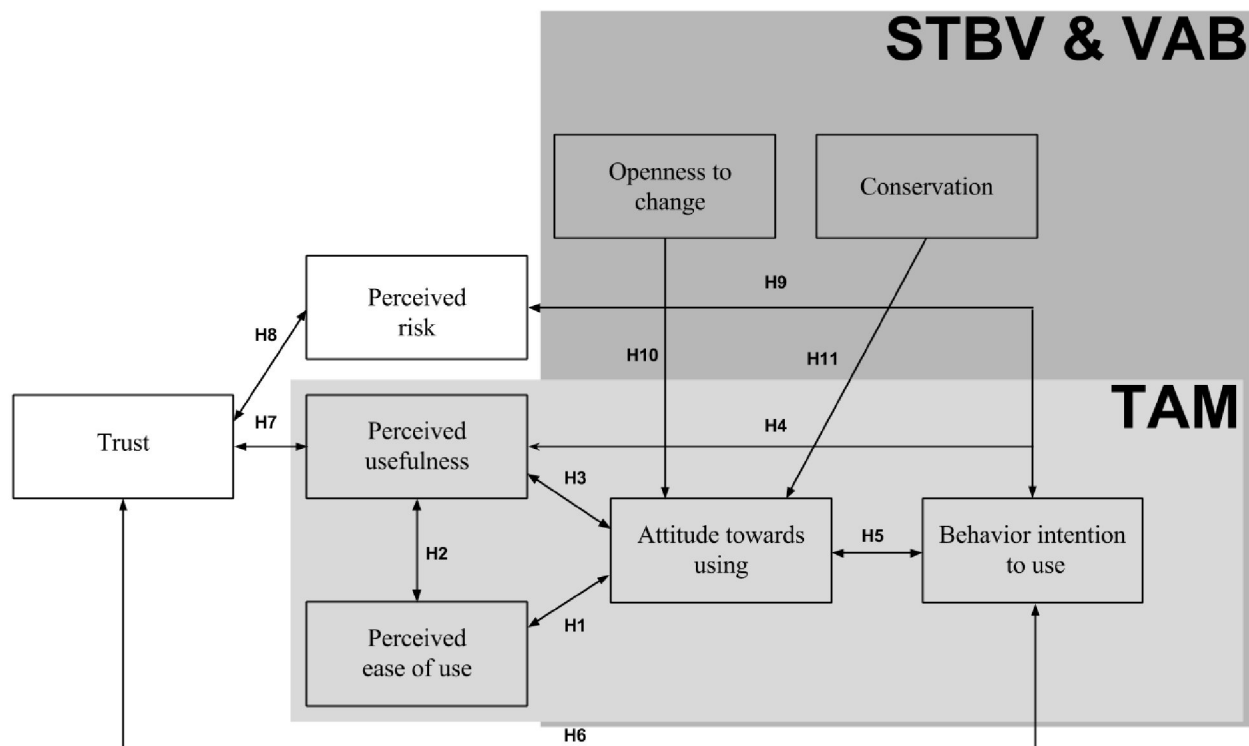 STBV & VAB
Openness to
change
Conservation
Perceived
risk
H9
H8
H10
H11
TAM
Trust
H7
Perceived
usefulness
H4
H3
H2
Attitude towards
using
H5
Behavior intention
to use
H1
Perceived
ease of use
H6